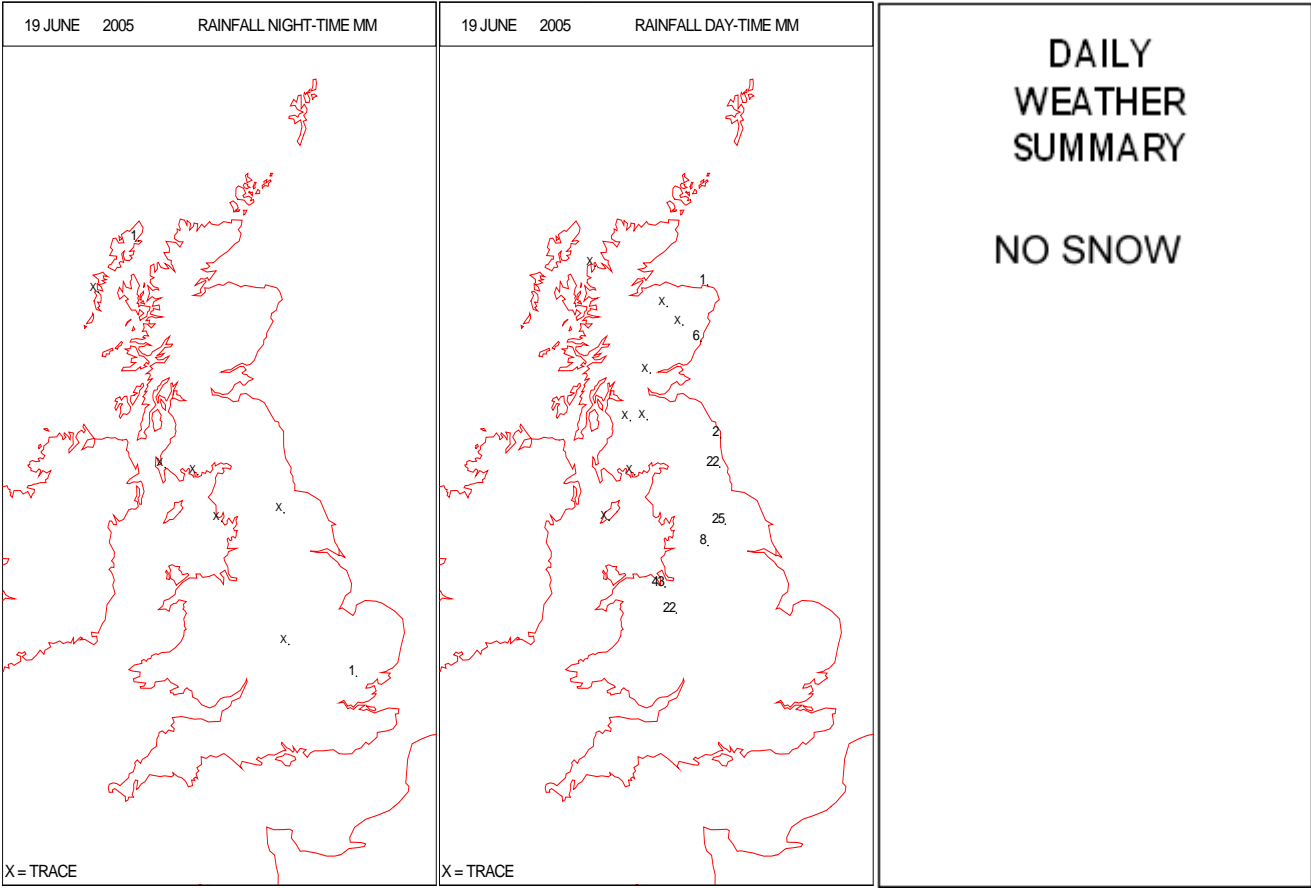 19 JUNE 2005 RAINFALL NIGHT-TIME MM
1.
X.
X.
X.
X.
X.
X.
1.
X = TRACE
19 JUNE 2005 RAINFALL DAY-TIME MM
X.
1.
X.
X.
6.
X.
X. X.
2.
22.
X.
X.
25.
8.
43.
22.
X = TRACE
DAILY
WEATHER
SUMMARY
NO SNOW